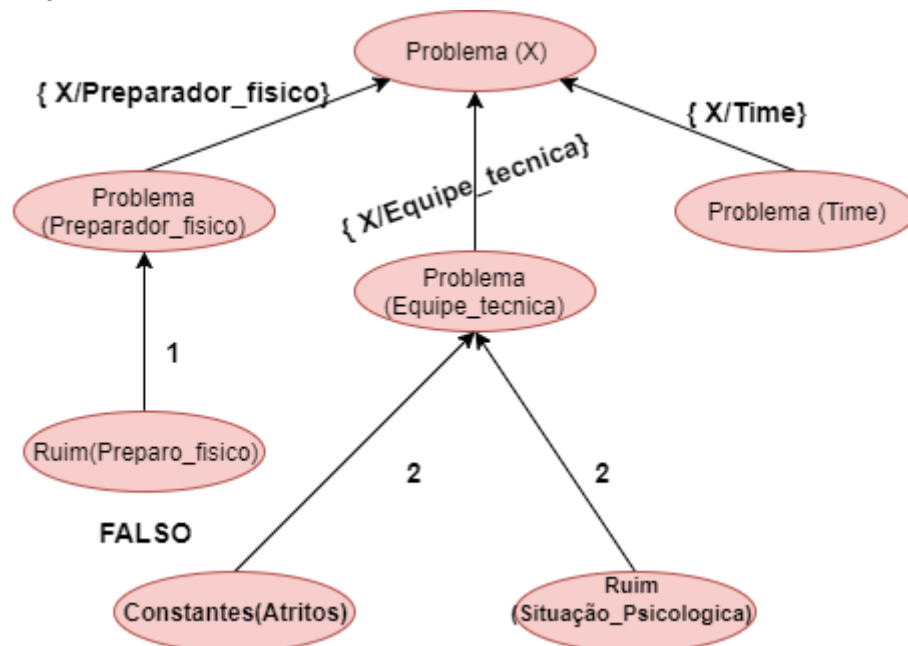 Problema (X)
{ X/Preparador_fisico}
{ X/Equipe_tecnica}
{ X/Time}
Problema
(Preparador_fisico)
Problema (Time)
Problema
(Equipe_tecnica)
1
Ruim(Preparo_fisico)
2
2
FALSO
Constantes(Atritos)
Ruim
(Situação_Psicologica)